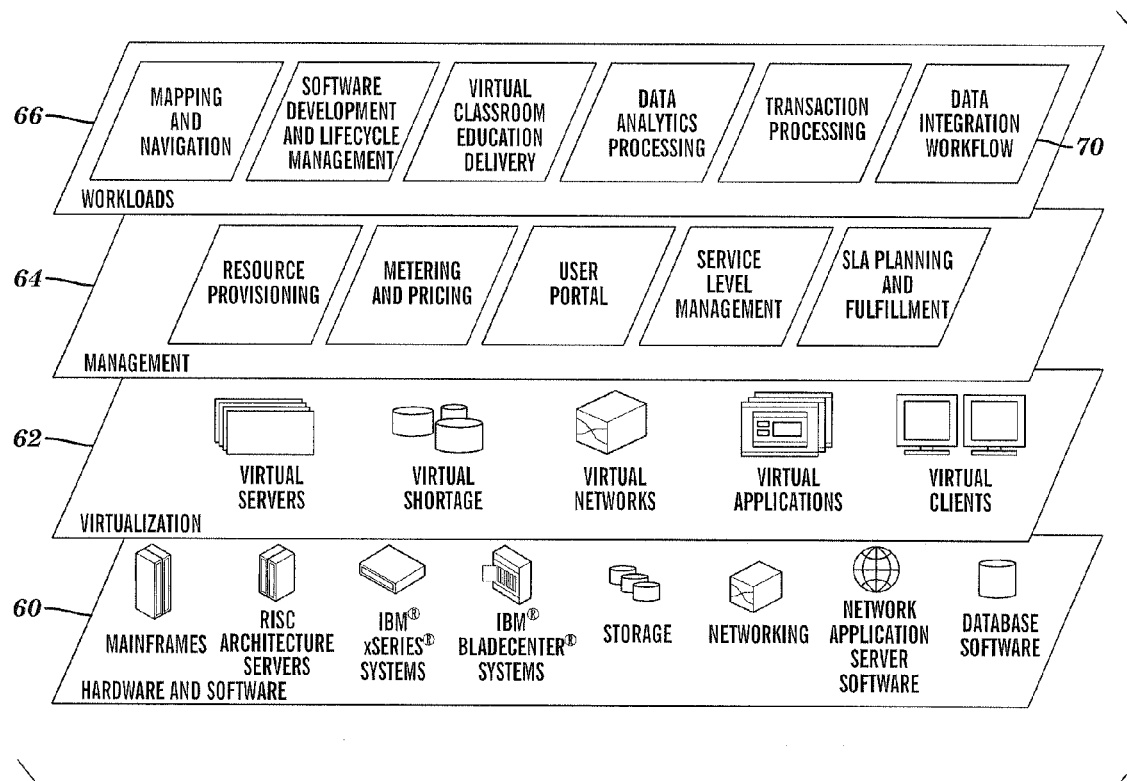 66
MAPPING
AND
NAVIGATION
SOFTWARE
DEVELOPMENT
AND LIFECYCLE
MANAGEMENT
VIRTUAL
CLASSROOM
EDUCATION
DELIVERY
DATA
ANALYTICS
PROCESSING
TRANSACTION
PROCESSING
DATA
INTEGRATION
WORKFLOW
70
WORKLOADS
64
RESOURCE
PROVISIONING
METERING
AND PRICING
USER
PORTAL
SERVICE
LEVEL
MANAGEMENT
SLA PLANNING
AND
FULFILLMENT
MANAGEMENT
62
VIRTUAL
SERVERS
VIRTUAL
SHORTAGE
VIRTUAL
NETWORKS
VIRTUAL
APPLICATIONS
VIRTUAL
CLIENTS
VIRTUALIZATION
60
MAINFRAMES
RISC
ARCHITECTURE
SERVERS
IBM®
xSERIES®
SYSTEMS
IBM®
BLADECENTER®
SYSTEMS
STORAGE
NETWORKING
NETWORK
APPLICATION
SERVER
SOFTWARE
DATABASE
SOFTWARE
HARDWARE AND SOFTWARE